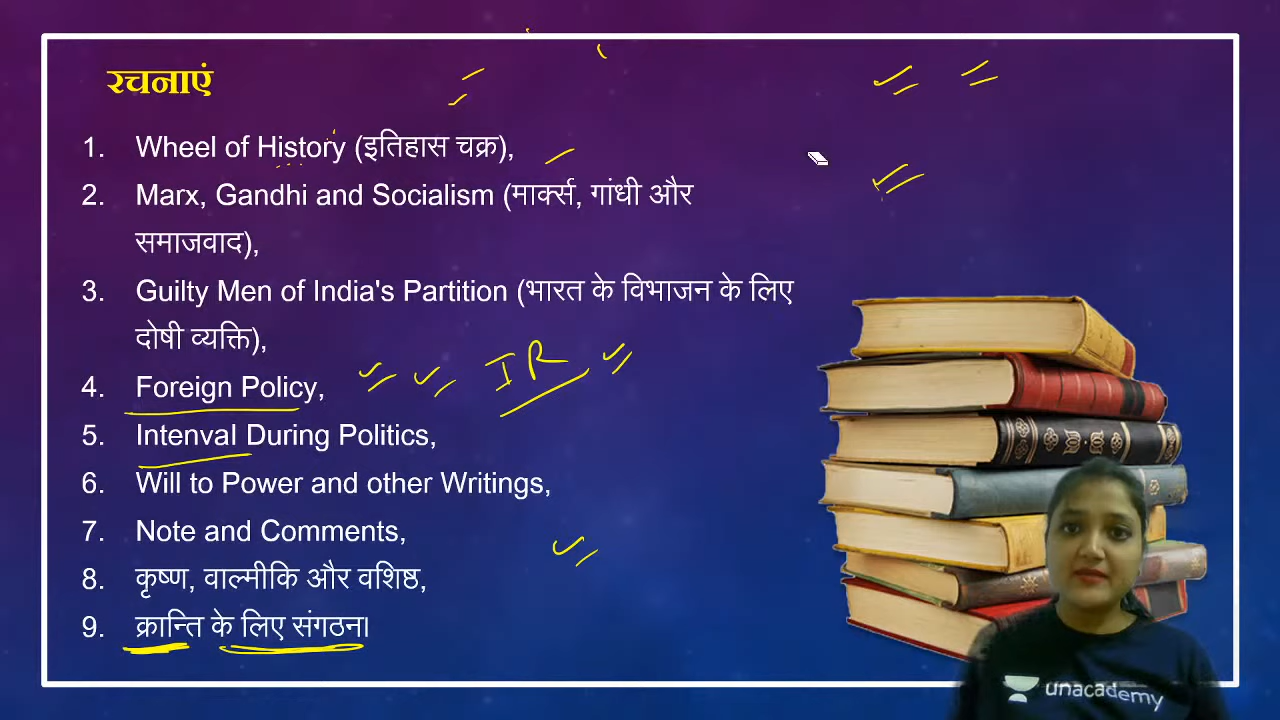 रचनाएं
1. Wheel of History (इतिहास चक्र),
2. Marx, Gandhi and Socialism (मार्क्स, गांधी और
समाजवाद),
3. Guilty Men of India's Partition (भारत के विभाजन के लिए
दोषी व्यक्ति),
IR
4. Foreign Policy,
5. Intenval During Politics,
6. Will to Power and other Writings,
7. Note and Comments,
8. कृष्ण, वाल्मीकि और वशिष्ठ,
9. क्रान्ति के लिए संगठन।
unacademy